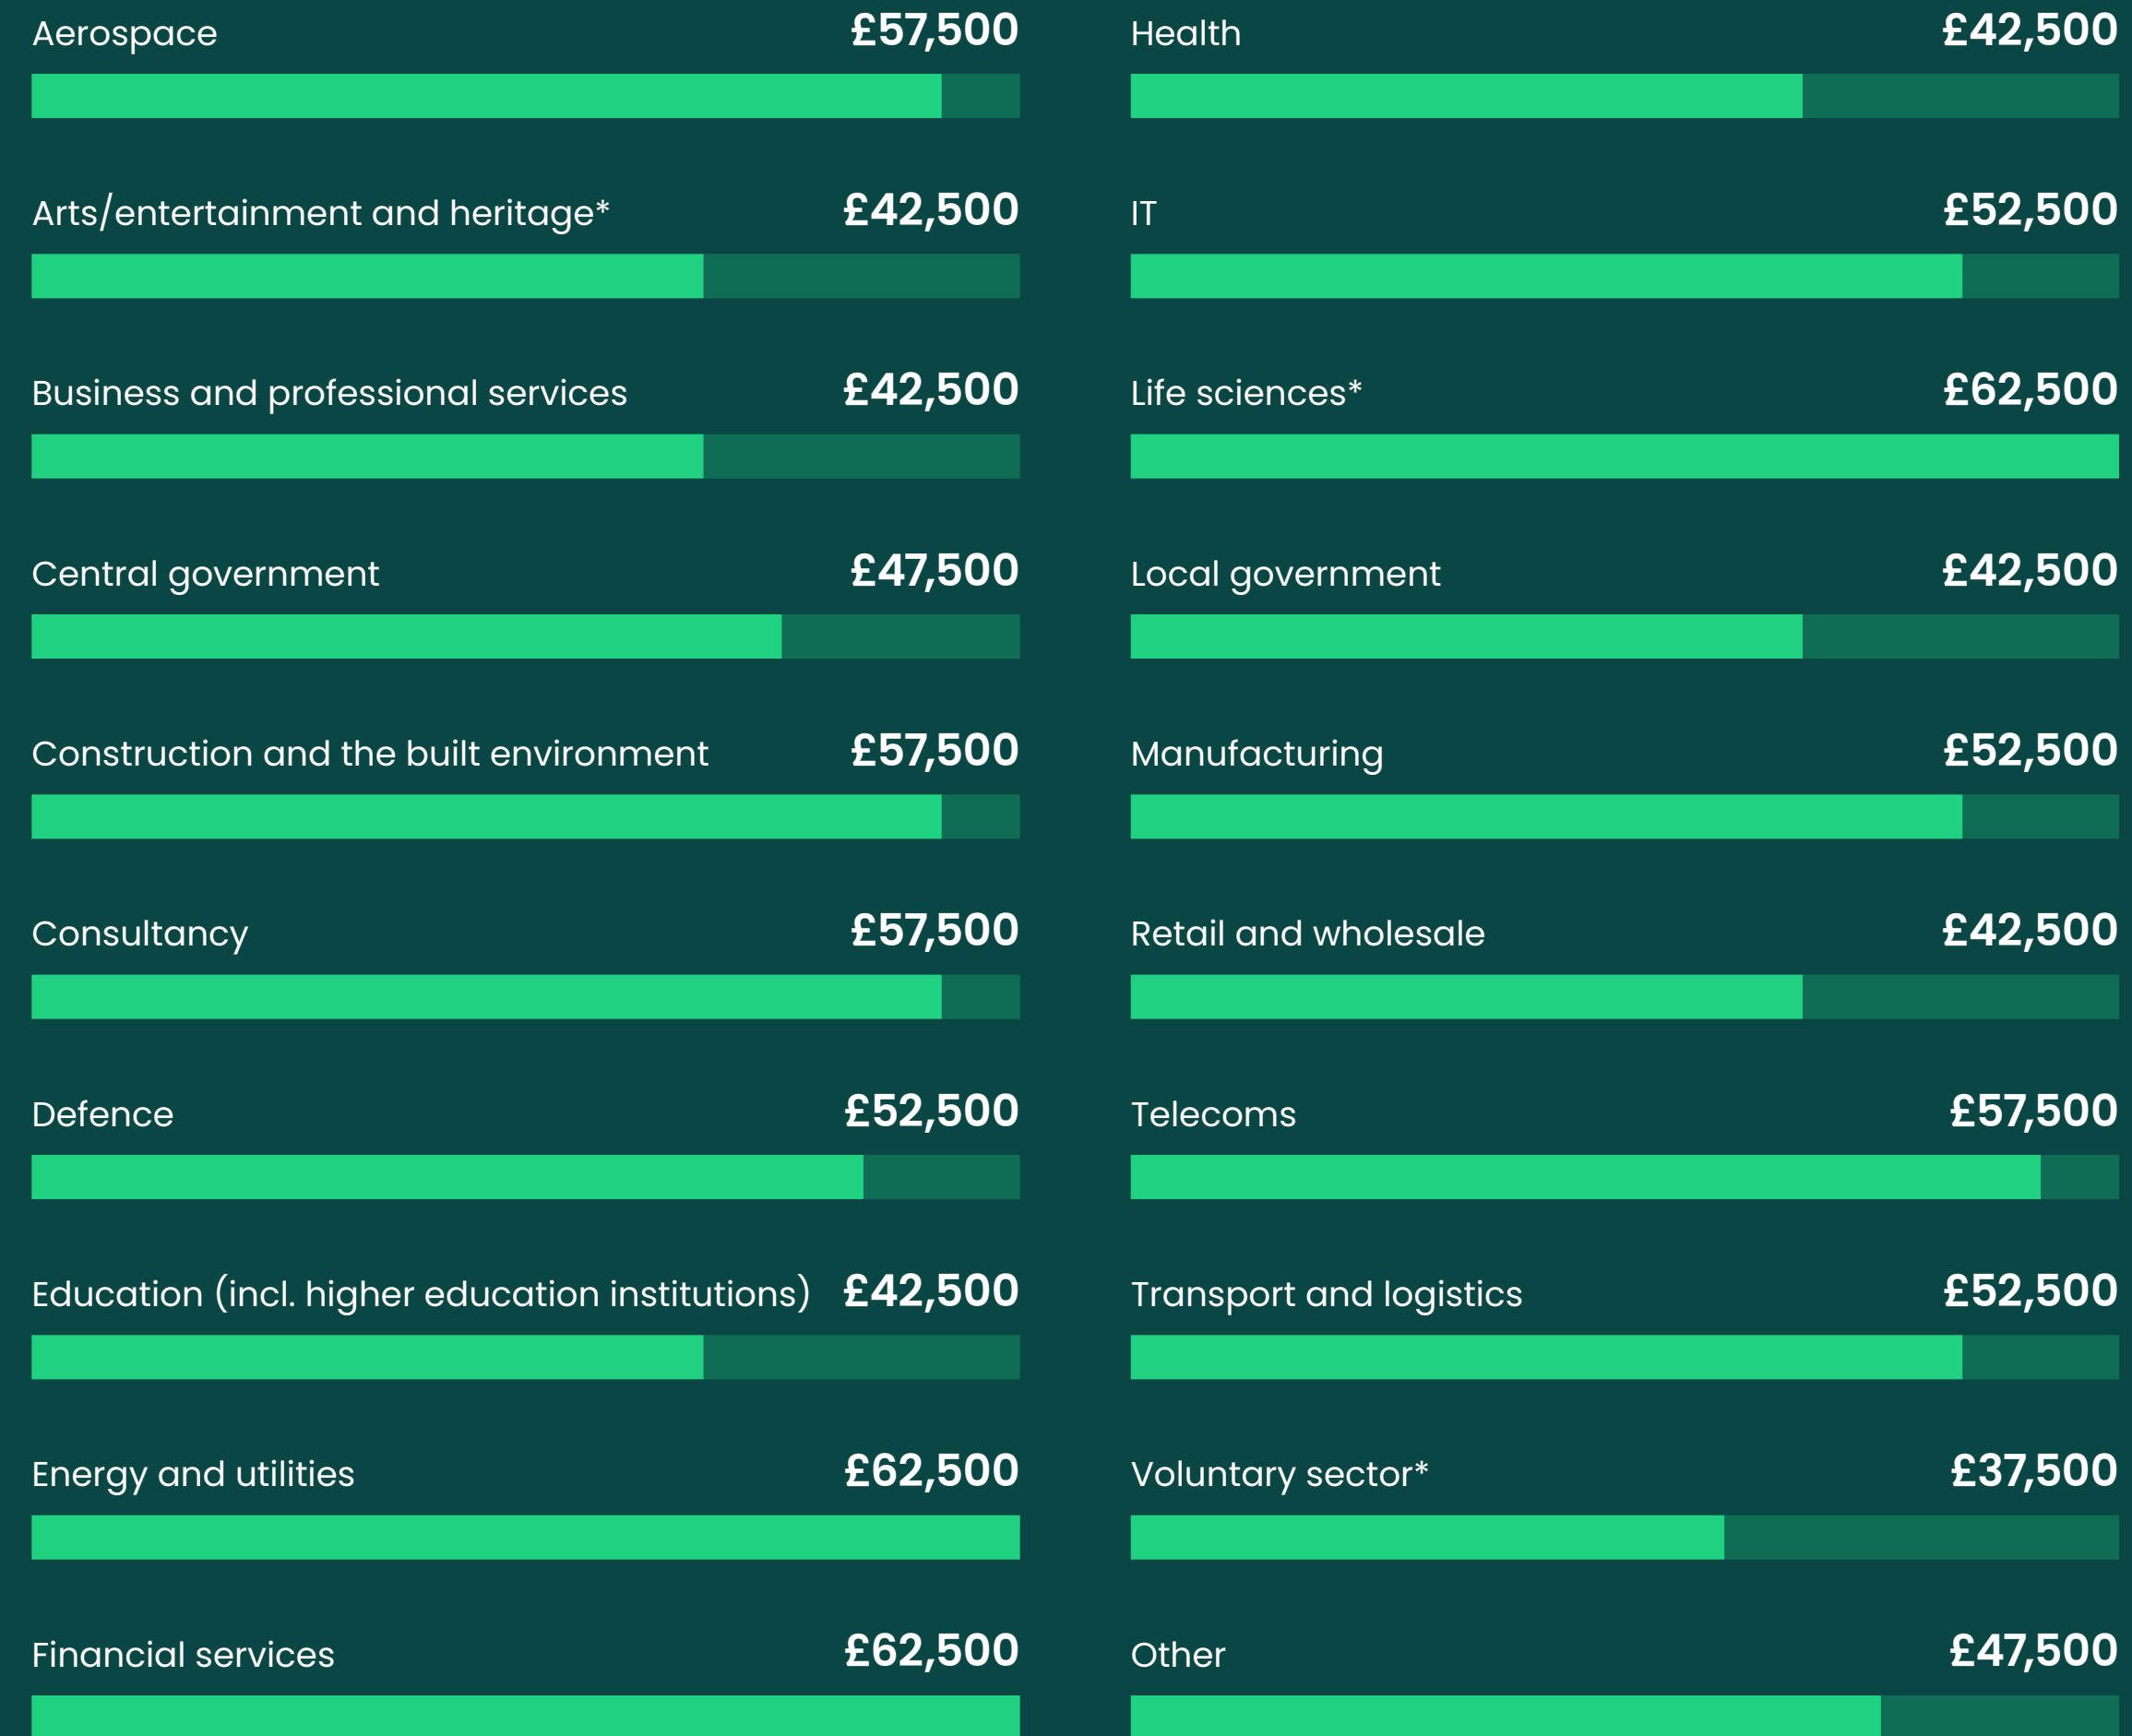 Aerospace £57,500
Arts/entertainment and heritage* £42,500
Business and professional services £42,500
Central government £47,500
Construction and the built environment £57,500
Consultancy £57,500
Defence £52,500
Education (incl. higher education institutions) £42,500
Energy and utilities £62,500
Financial services £62,500
Health £42,500
IT £52,500
Life sciences* £62,500
Local government £42,500
Manufacturing £52,500
Retail and wholesale £42,500
Telecoms £57,500
Transport and logistics £52,500
Voluntary sector* £37,500
Other £47,500